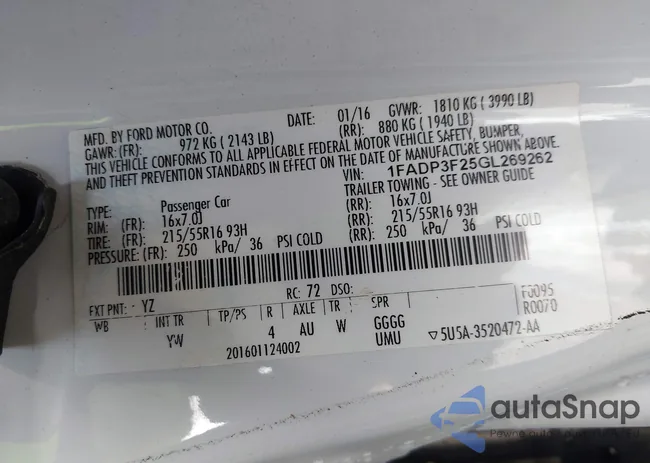 MFD. BY FORD MOTOR CO. DATE: 01/16 GVWR: 1810 KG ( 3990 LB)
GAWR: (FR): 972 KG ( 2143 LB) (RR): 880 KG ( 1940 LB)
THIS VEHICLE CONFORMS TO ALL APPLICABLE FEDERAL MOTOR VEHICLE SAFETY, BUMPER,
AND THEFT PREVENTION STANDARDS IN EFFECT ON THE DATE OF MANUFACTURE SHOWN ABOVE.
VIN: 1FADP3F25GL269262
TYPE: Passenger Car TRAILER TOWING - SEE OWNER GUIDE
RIM: (FR): 16x7.0J (RR): 16x7.0J
TIRE: (FR): 215/55R16 93H (RR): 215/55R16 93H
PRESSURE: (FR): 250 kPa/ 36 PSI COLD (RR): 250 kPa/ 36 PSI COLD
EXT PNT: YZ RC: 72 DSO: F0095
WB INT TR TP/PS R AXLE TR SPR R0070
YW 4 AU W GGGG
201601124002 UMU ▽5U5A-3520472-AA
autaSnap